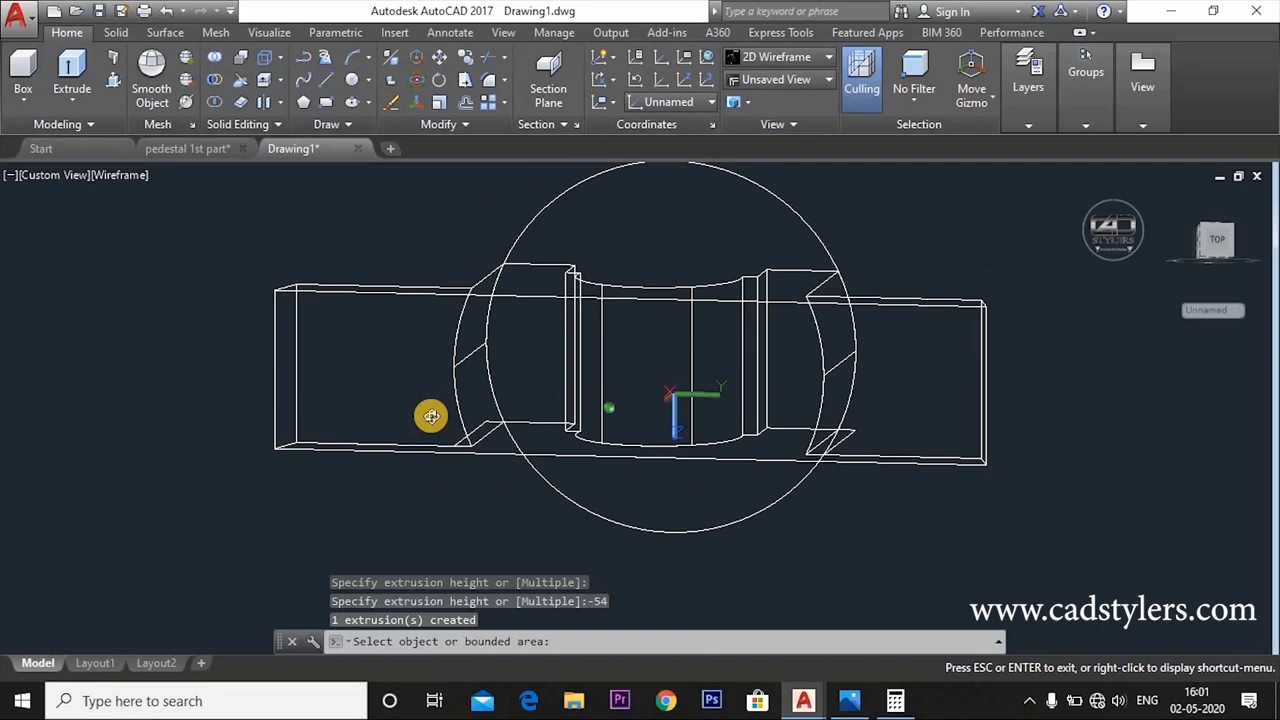 Autodesk AutoCAD 2017 Drawing1.dwg
Type a keyword or phrase
Sign In
Home Solid Surface Mesh Visualize Parametric Insert Annotate View Manage Output Add-ins A360 Express Tools Featured Apps BIM 360 Performance
Box
Extrude
Smooth Object
Section Plane
2D Wireframe
Unsaved View
Unnamed
Culling
No Filter
Move Gizmo
Layers
Groups
View
Modeling Mesh Solid Editing Draw Modify Section Coordinates View Selection
Start pedestal 1st part* Drawing1*
[−][Custom View][Wireframe]
CAD STYLERS
TOP
Unnamed
X Y
Z
Specify extrusion height or [Multiple]:
Specify extrusion height or [Multiple]:-54
1 extrusion(s) created
Select object or bounded area:
www.cadstylers.com
Model Layout1 Layout2
Press ESC or ENTER to exit, or right-click to display shortcut-menu.
Type here to search
Pr
Ps
ENG
16:01
02-05-2020